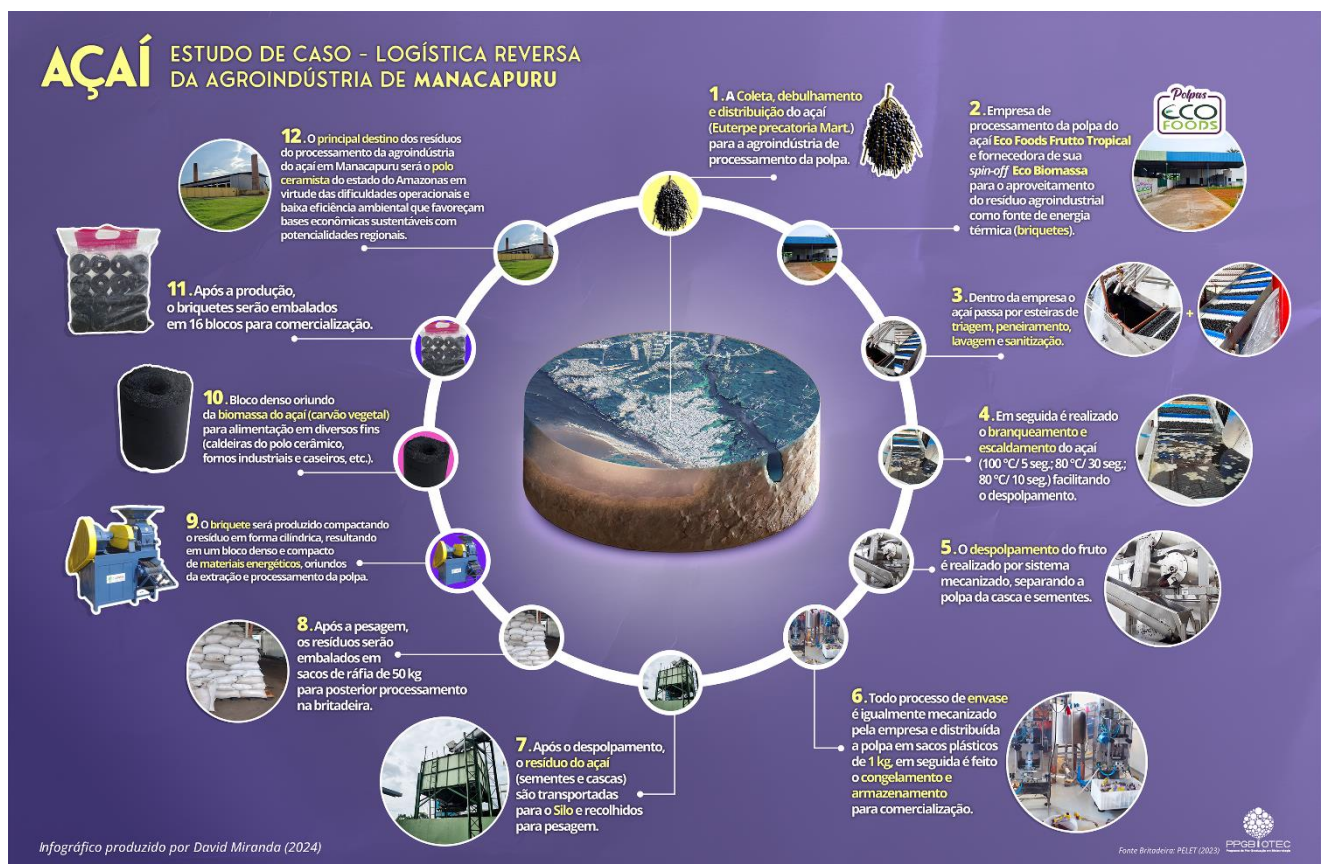 AÇAÍ
ESTUDO DE CASO - LOGÍSTICA REVERSA
DA AGROINDÚSTRIA DE MANACAPURU
1. A Coleta, debulhamento
e distribuição do açaí
(Euterpe precatoria Mart.)
para a agroindústria de
processamento da polpa.
2. Empresa de
processamento da polpa do
açaí Eco Foods Frutto Tropical
e fornecedora de sua
spin-off Eco Biomassa
para o aproveitamento
do resíduo agroindustrial
como fonte de energia
térmica (briquetes).
Polpas
ECO
FOODS
3. Dentro da empresa o
açaí passa por esteiras de
triagem, peneiramento,
lavagem e sanitização.
+
4. Em seguida é realizado
o branqueamento e
escaldamento do açaí
(100 °C/ 5 seg.; 80 °C/ 30 seg.;
80 °C/ 10 seg.) facilitando
o despolpamento.
5. O despolpamento do fruto
é realizado por sistema
mecanizado, separando a
polpa da casca e sementes.
6. Todo processo de envase
é igualmente mecanizado
pela empresa e distribuída
a polpa em sacos plásticos
de 1 kg, em seguida é feito
o congelamento e
armazenamento
para comercialização.
7. Após o despolpamento,
o resíduo do açaí
(sementes e cascas)
são transportadas
para o Silo e recolhidos
para pesagem.
8. Após a pesagem,
os resíduos serão
embalados em
sacos de ráfia de 50 kg
para posterior processamento
na britadeira.
9. O briquete será produzido compactando
o resíduo em forma cilíndrica, resultando
em um bloco denso e compacto
de materiais energéticos, oriundos
da extração e processamento da polpa.
10. Bloco denso oriundo
da biomassa do açaí (carvão vegetal)
para alimentação em diversos fins
(caldeiras do polo cerâmico,
fornos industriais e caseiros, etc.).
11. Após a produção,
o briquetes serão embalados
em 16 blocos para comercialização.
12. O principal destino dos resíduos
do processamento da agroindústria
do açaí em Manacapuru será o polo
ceramista do estado do Amazonas em
virtude das dificuldades operacionais e
baixa eficiência ambiental que favoreçam
bases econômicas sustentáveis com
potencialidades regionais.
Infográfico produzido por David Miranda (2024)
Fonte Britadeira: PELET (2023)
PPGBIOTEC